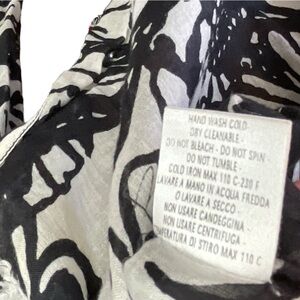 HAND WASH COLD-
DRY CLEANABLE -
DO NOT BLEACH - DO NOT SPIN
DO NOT TUMBLE -
COLD IRON MAX 110 C-230 F
LAVARE A MANO IN ACQUA FREDDA
O LAVARE A SECCO -
NON USARE CANDEGGINA -
NON USARE CENTRIFUGA -
TEMPERATURA DI STIRO MAX 110 C